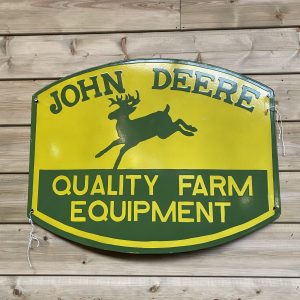 JOHN DEERE
QUALITY FARM
EQUIPMENT